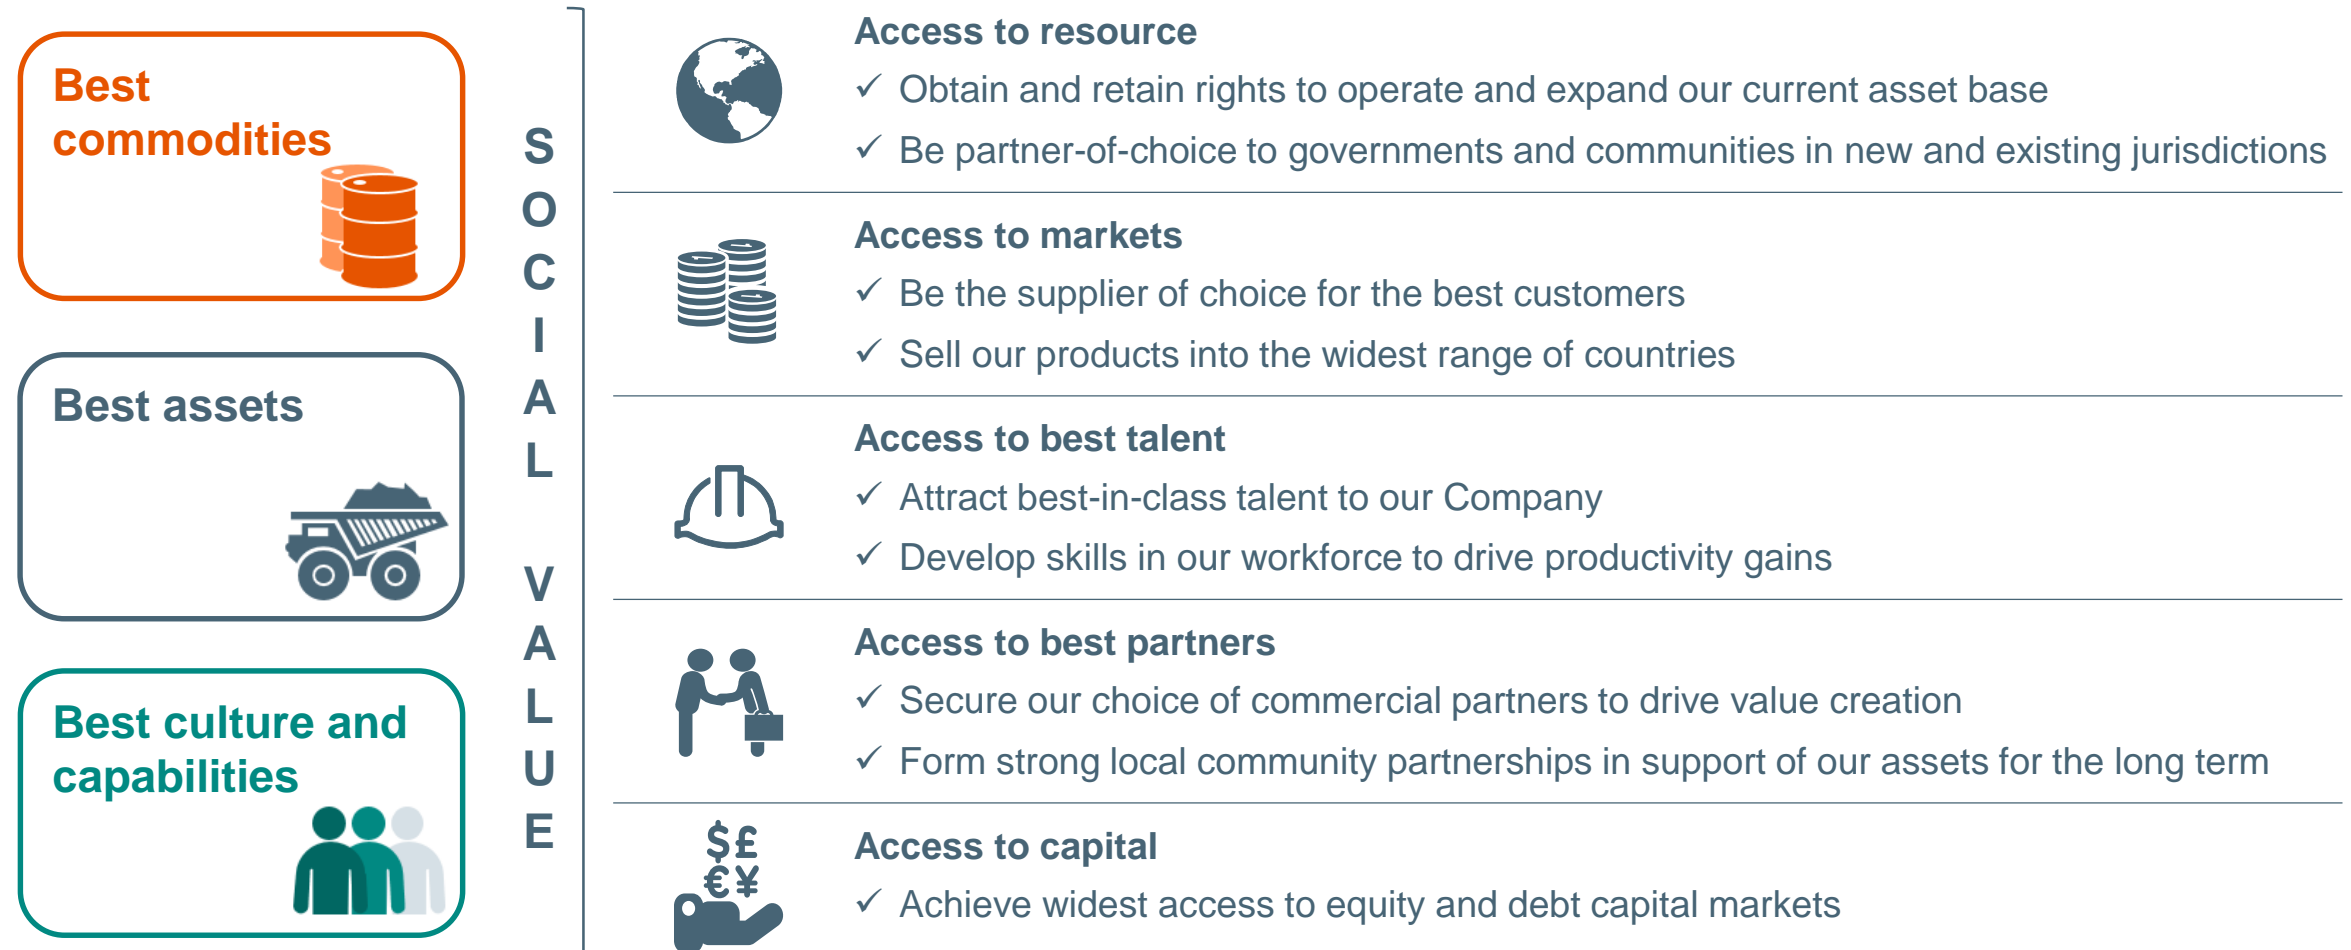 Best
commodities
Best assets
Best culture and
capabilities
SOCIAL VALUE
Access to resource
✓ Obtain and retain rights to operate and expand our current asset base
✓ Be partner-of-choice to governments and communities in new and existing jurisdictions
Access to markets
✓ Be the supplier of choice for the best customers
✓ Sell our products into the widest range of countries
Access to best talent
✓ Attract best-in-class talent to our Company
✓ Develop skills in our workforce to drive productivity gains
Access to best partners
✓ Secure our choice of commercial partners to drive value creation
✓ Form strong local community partnerships in support of our assets for the long term
$£
€¥
Access to capital
✓ Achieve widest access to equity and debt capital markets